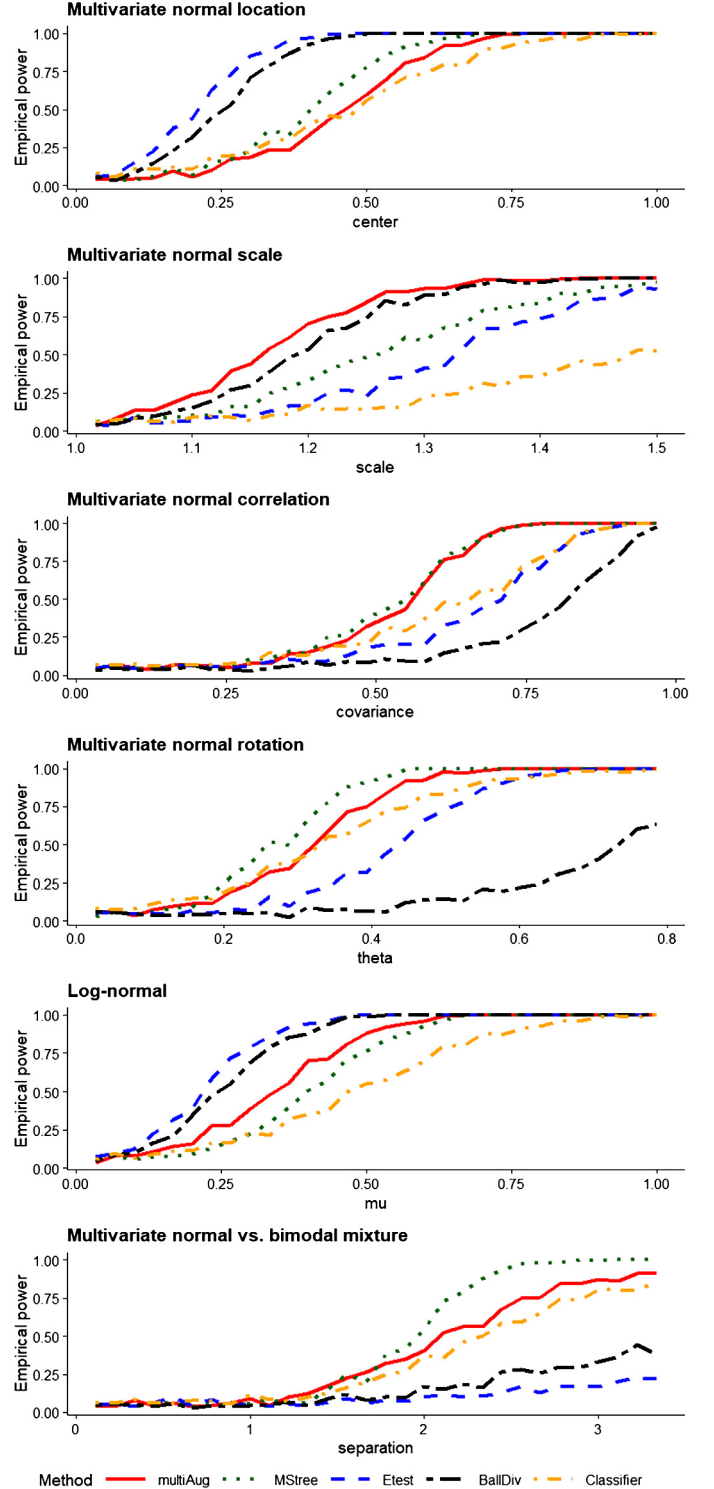 Multivariate normal location
Empirical power
1.00
0.75
0.50
0.25
0.00
0.00 0.25 0.50 0.75 1.00
center
Multivariate normal scale
Empirical power
1.00
0.75
0.50
0.25
0.00
1.0 1.1 1.2 1.3 1.4 1.5
scale
Multivariate normal correlation
Empirical power
1.00
0.75
0.50
0.25
0.00
0.00 0.25 0.50 0.75 1.00
covariance
Multivariate normal rotation
Empirical power
1.00
0.75
0.50
0.25
0.00
0.0 0.2 0.4 0.6 0.8
theta
Log-normal
Empirical power
1.00
0.75
0.50
0.25
0.00
0.00 0.25 0.50 0.75 1.00
mu
Multivariate normal vs. bimodal mixture
Empirical power
1.00
0.75
0.50
0.25
0.00
0 1 2 3
separation
Method multiAug MStree Etest BallDiv Classifier